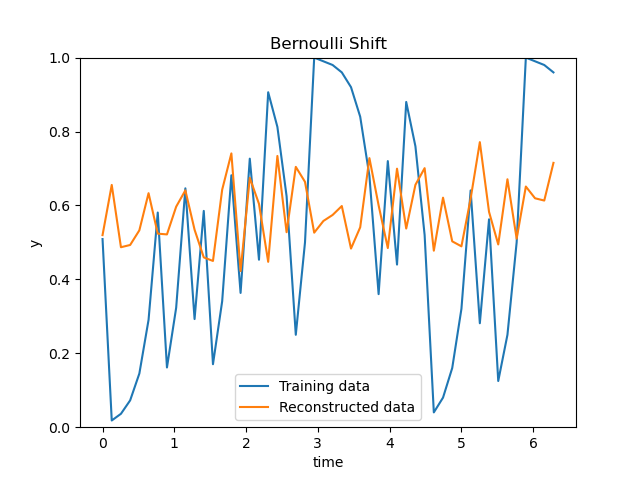 Bernoulli Shift
1.0
0.8
0.6
0.4
0.2
0.0
y
Training data
Reconstructed data
0 1 2 3 4 5 6
time